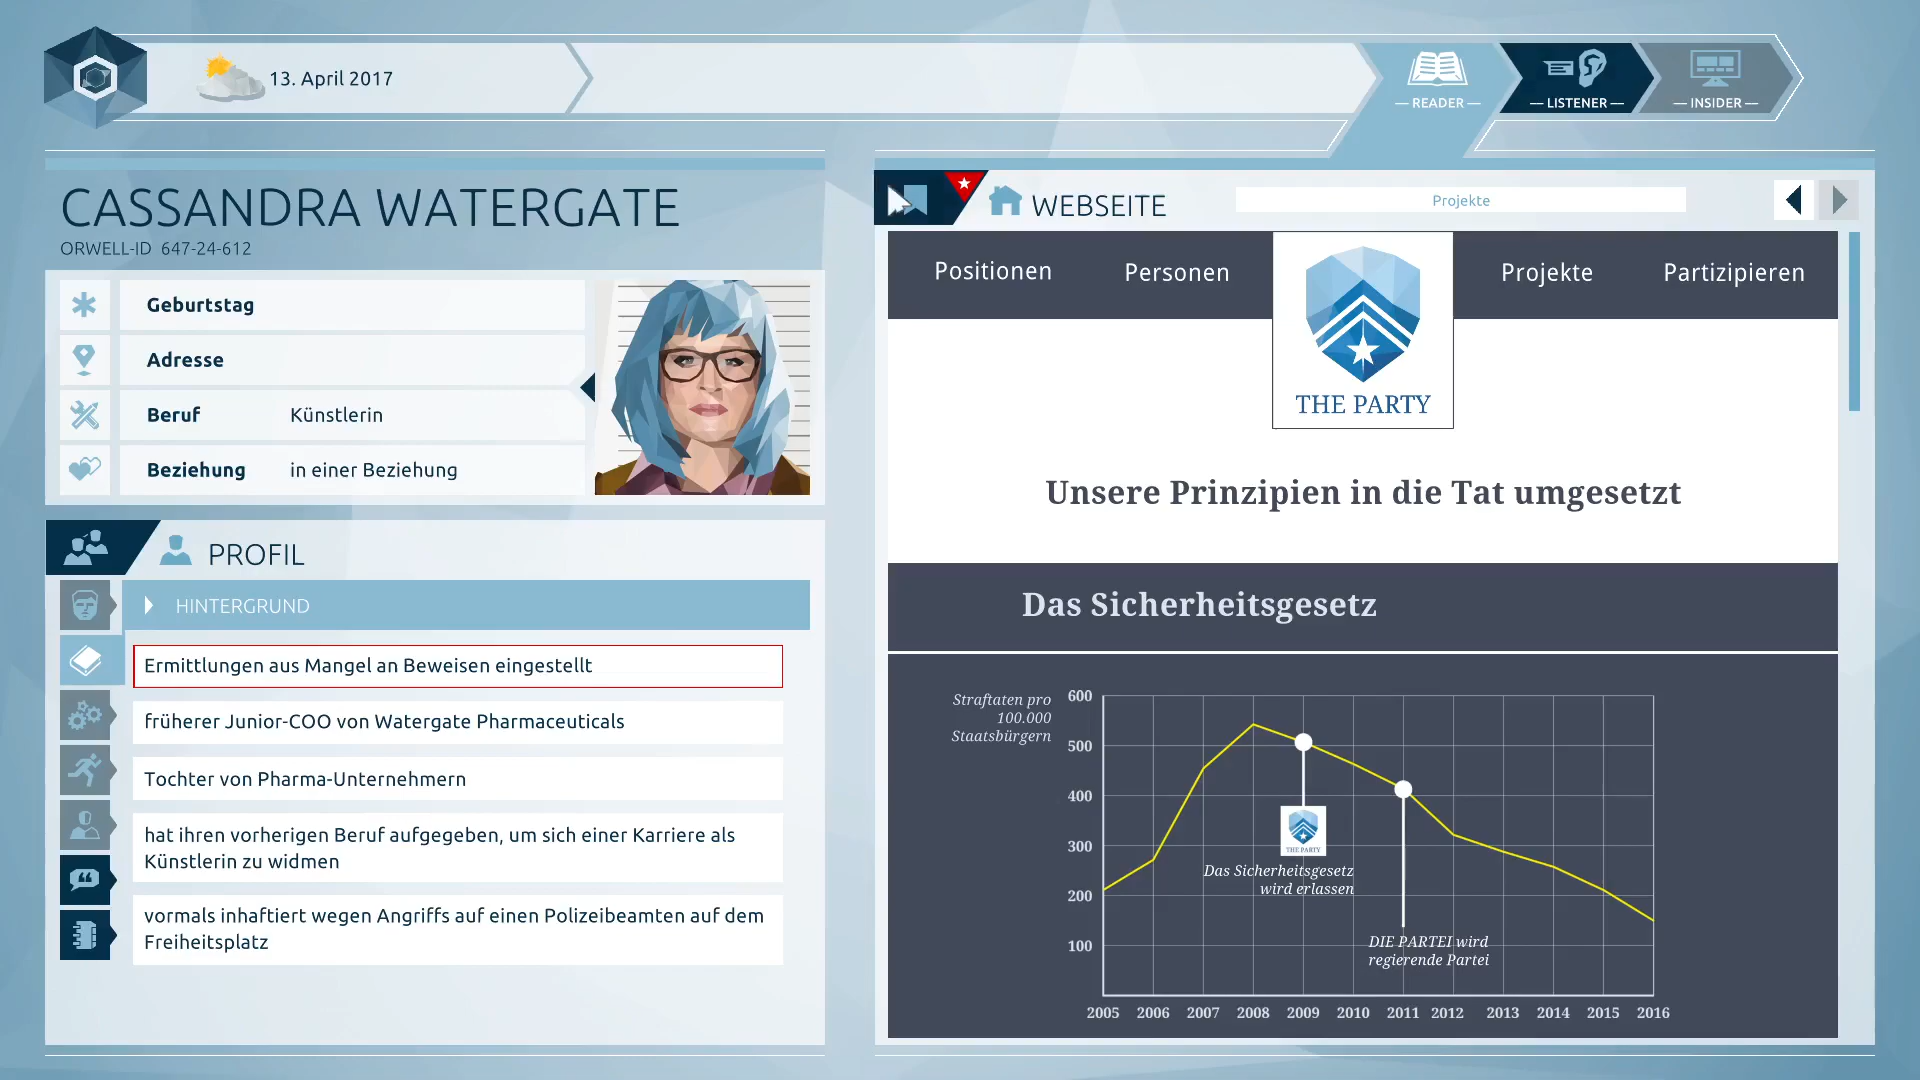 13. April 2017
— READER —
— LISTENER —
— INSIDER —
CASSANDRA WATERGATE
ORWELL-ID 647-24-612
Geburtstag
Adresse
Beruf Künstlerin
Beziehung in einer Beziehung
PROFIL
HINTERGRUND
Ermittlungen aus Mangel an Beweisen eingestellt
früherer Junior-COO von Watergate Pharmaceuticals
Tochter von Pharma-Unternehmern
hat ihren vorherigen Beruf aufgegeben, um sich einer Karriere als
Künstlerin zu widmen
vormals inhaftiert wegen Angriffs auf einen Polizeibeamten auf dem
Freiheitsplatz
WEBSEITE
Projekte
Positionen
Personen
THE PARTY
Projekte
Partizipieren
Unsere Prinzipien in die Tat umgesetzt
Das Sicherheitsgesetz
Straftaten pro
100.000
Staatsbürgern
600
500
400
300
200
100
THE PARTY
Das Sicherheitsgesetz
wird erlassen
DIE PARTEI wird
regierende Partei
2005 2006 2007 2008 2009 2010 2011 2012 2013 2014 2015 2016